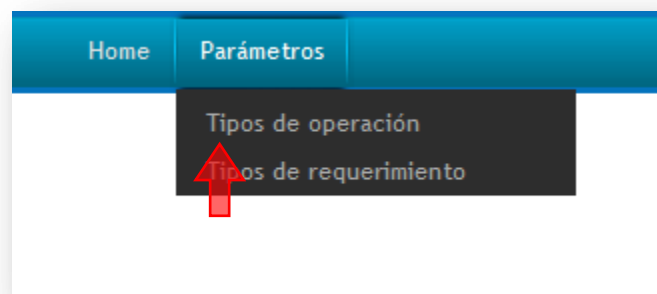 Home Parámetros
Tipos de operación
Tipos de requerimiento